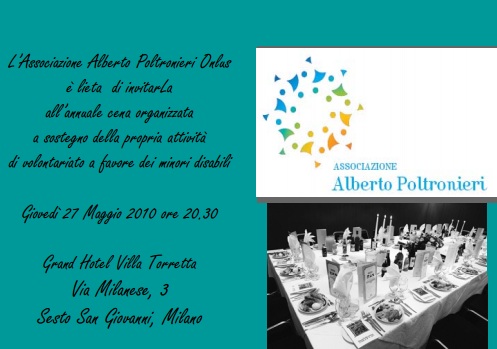 L'Associazione Alberto Poltronieri Onlus
è lieta di invitarLa
all'annuale cena organizzata
a sostegno della propria attività
di volontariato a favore dei minori disabili
Giovedì 27 Maggio 2010 ore 20.30
Grand Hotel Villa Torretta
Via Milanese, 3
Sesto San Giovanni, Milano
ASSOCIAZIONE
Alberto Poltronieri